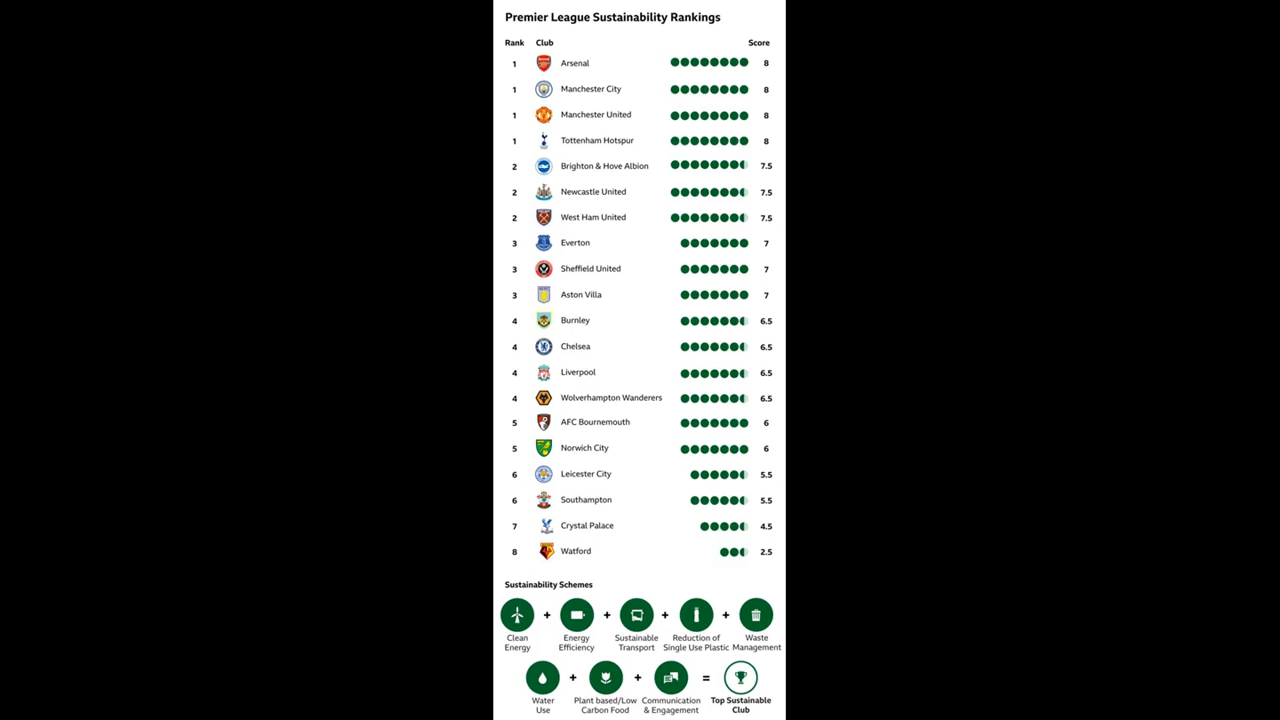 Premier League Sustainability Rankings
Rank Club Score
1 Arsenal 8
1 Manchester City 8
1 Manchester United 8
1 Tottenham Hotspur 8
2 Brighton & Hove Albion 7.5
2 Newcastle United 7.5
2 West Ham United 7.5
3 Everton 7
3 Sheffield United 7
3 Aston Villa 7
4 Burnley 6.5
4 Chelsea 6.5
4 Liverpool 6.5
4 Wolverhampton Wanderers 6.5
5 AFC Bournemouth 6
5 Norwich City 6
6 Leicester City 5.5
6 Southampton 5.5
7 Crystal Palace 4.5
8 Watford 2.5
Sustainability Schemes
+ + + +
Clean Energy Sustainable Reduction of Waste
Energy Efficiency Transport Single Use Plastic Management
+ + =
Water Plant based/Low Communication Top Sustainable
Use Carbon Food & Engagement Club